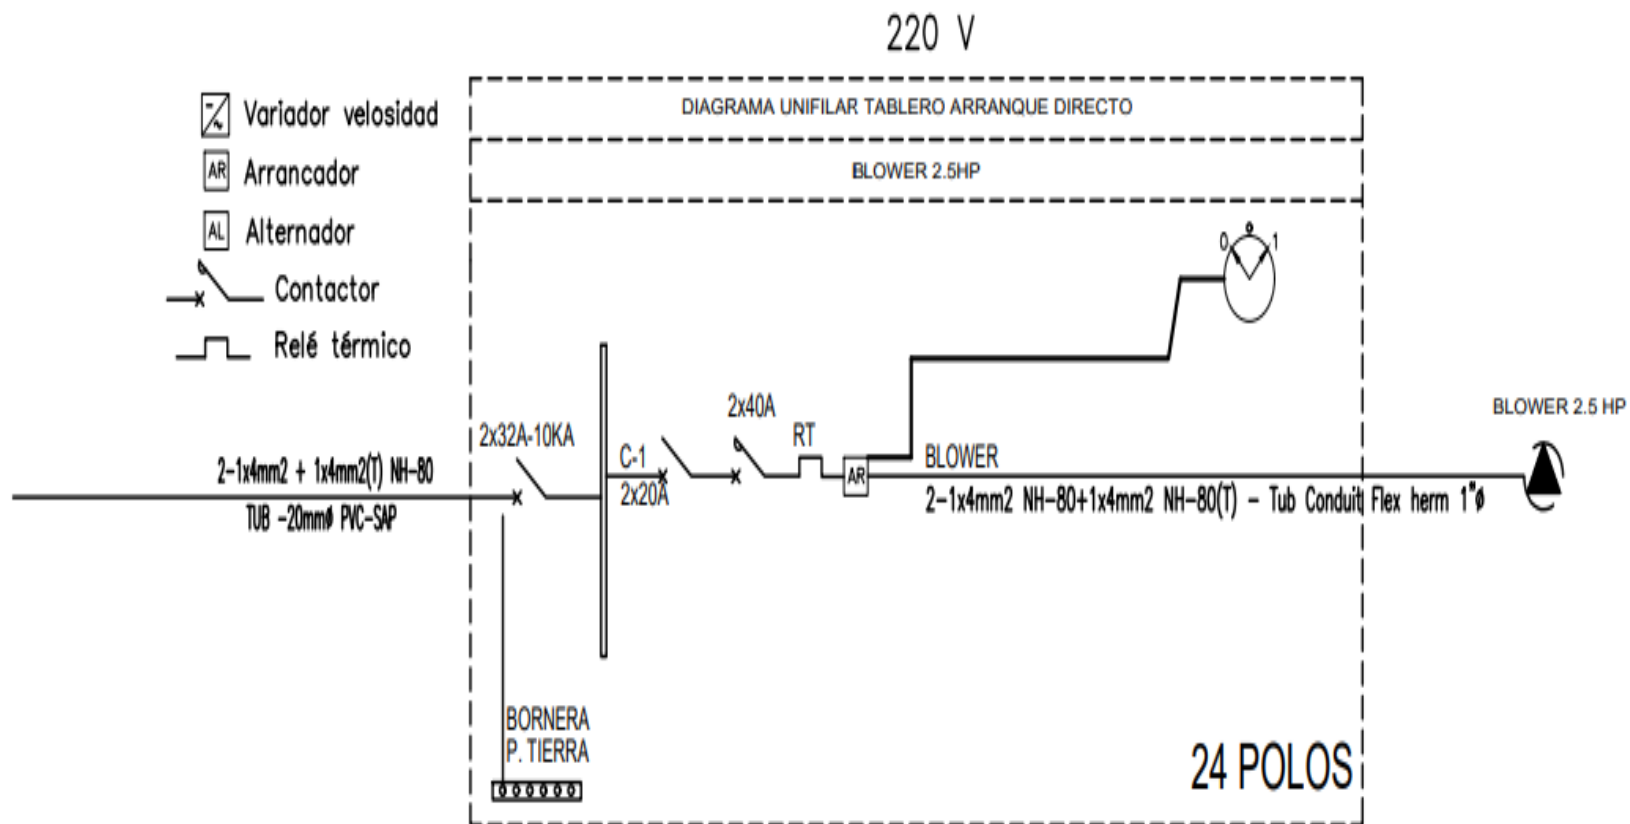 220 V
DIAGRAMA UNIFILAR TABLERO ARRANQUE DIRECTO
BLOWER 2.5HP
Variador velosidad
AR Arrancador
AL Alternador
Contactor
Relé térmico
0 1
BLOWER 2.5 HP
2x32A-10KA
2x40A
RT
C-1
2x20A
AR
BLOWER
2-1x4mm2 + 1x4mm2(T) NH-80
TUB -20mmø PVC-SAP
2-1x4mm2 NH-80+1x4mm2 NH-80(T) - Tub Conduit Flex herm 1"ø
BORNERA
P. TIERRA
24 POLOS